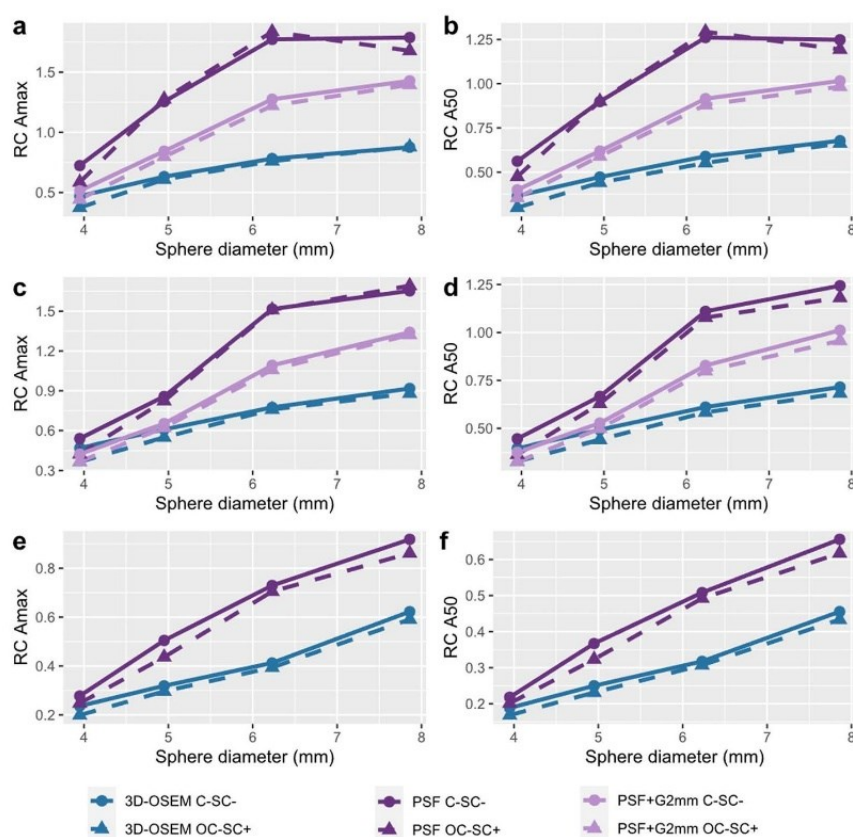 a
b
1.5
1.0
0.5
RC Amax
4 5 6 7 8
Sphere diameter (mm)
1.25
1.00
0.75
0.50
RC A50
4 5 6 7 8
Sphere diameter (mm)
c
d
1.5
1.2
0.9
0.6
0.3
RC Amax
4 5 6 7 8
Sphere diameter (mm)
1.25
1.00
0.75
0.50
RC A50
4 5 6 7 8
Sphere diameter (mm)
e
f
0.8
0.6
0.4
0.2
RC Amax
4 5 6 7 8
Sphere diameter (mm)
0.6
0.5
0.4
0.3
0.2
RC A50
4 5 6 7 8
Sphere diameter (mm)
3D-OSEM C-SC-
PSF C-SC-
PSF+G2mm C-SC-
3D-OSEM OC-SC+
PSF OC-SC+
PSF+G2mm OC-SC+